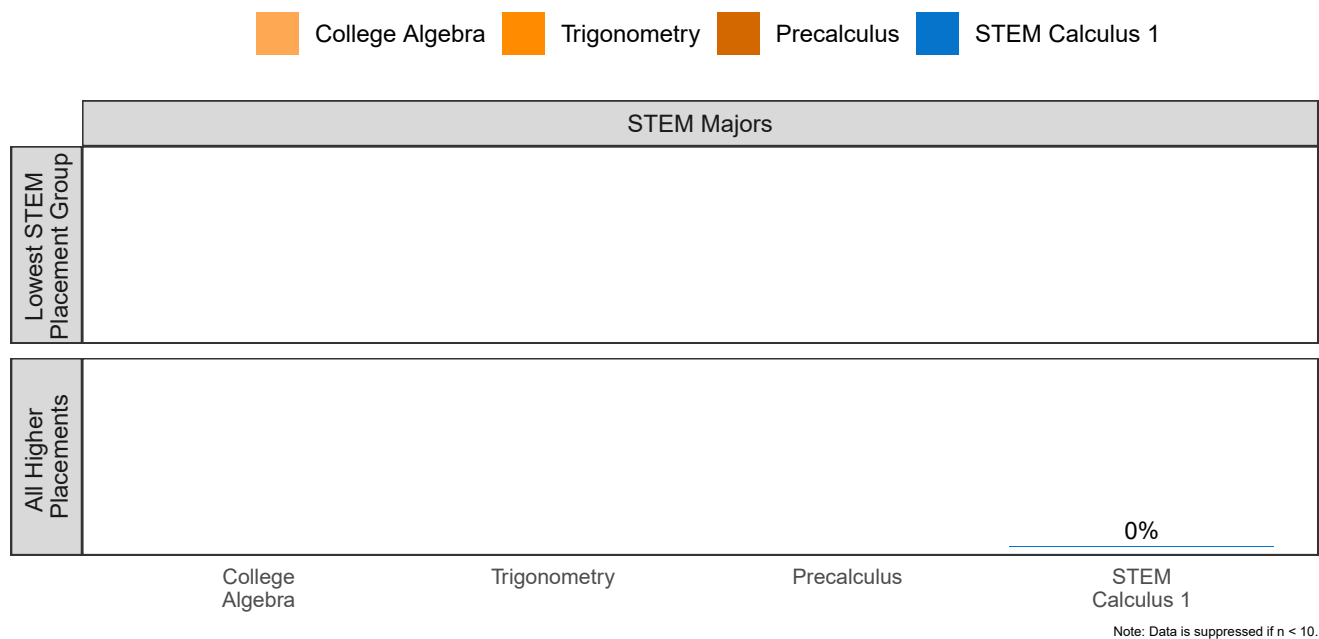 College Algebra
Trigonometry
Precalculus
STEM Calculus 1
STEM Majors
Lowest STEM
Placement Group
All Higher
Placements
0%
College
Algebra
Trigonometry
Precalculus
STEM
Calculus 1
Note: Data is suppressed if n < 10.